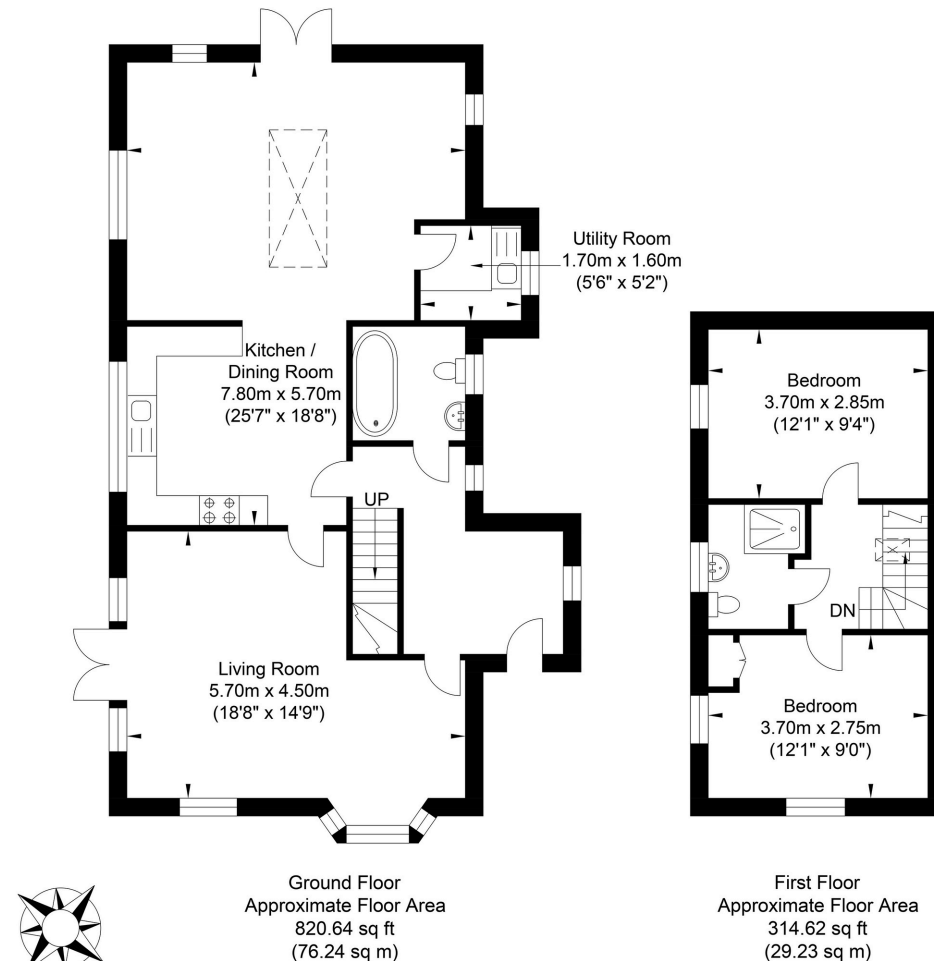 Utility Room
1.70m x 1.60m
(5'6" x 5'2")
Kitchen /
Dining Room
7.80m x 5.70m
(25'7" x 18'8")
UP
Living Room
5.70m x 4.50m
(18'8" x 14'9")
Bedroom
3.70m x 2.85m
(12'1" x 9'4")
DN
Bedroom
3.70m x 2.75m
(12'1" x 9'0")
Ground Floor
Approximate Floor Area
820.64 sq ft
(76.24 sq m)
First Floor
Approximate Floor Area
314.62 sq ft
(29.23 sq m)